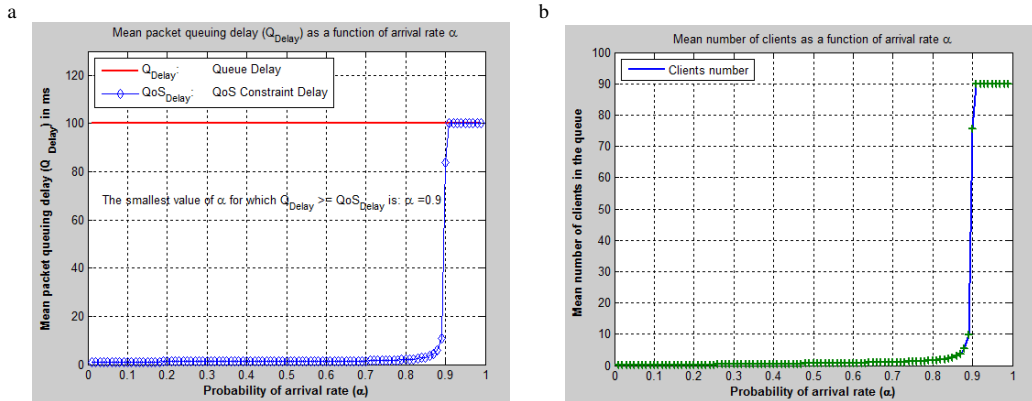 a
Mean packet queuing delay (Q_Delay) as a function of arrival rate α
Mean packet queuing delay (Q_Delay) in ms
120
100
80
60
40
20
0
Q_Delay: Queue Delay
QoS_Delay: QoS Constraint Delay
The smallest value of α for which Q_Delay >= QoS_Delay is: α =0.9
0 0.1 0.2 0.3 0.4 0.5 0.6 0.7 0.8 0.9 1
Probability of arrival rate (α)
b
Mean number of clients as a function of arrival rate α
Mean number of clients in the queue
100
90
80
70
60
50
40
30
20
10
0
Clients number
0 0.1 0.2 0.3 0.4 0.5 0.6 0.7 0.8 0.9 1
Probability of arrival rate (α)